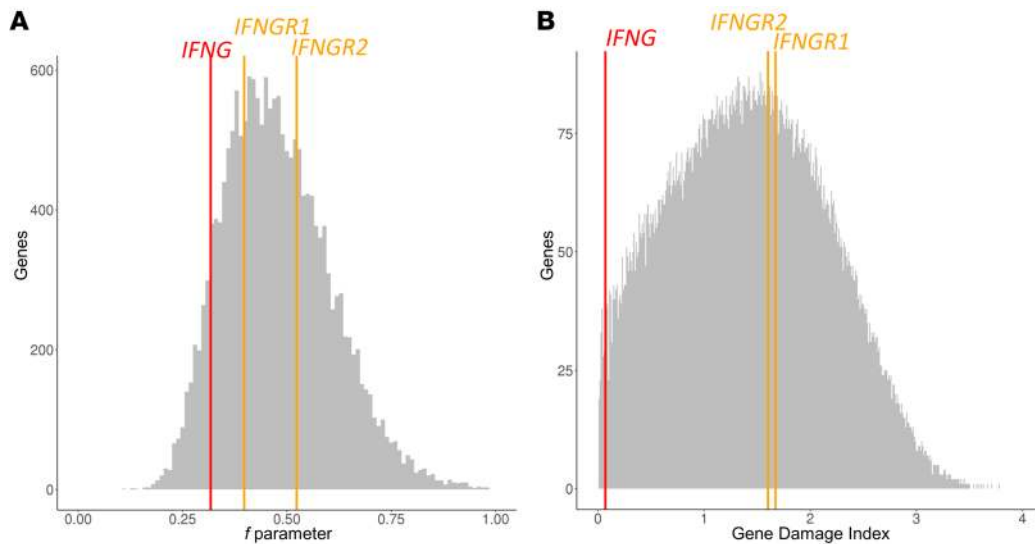 A
IFNGR1
IFNG
IFNGR2
600
400
200
0
Genes
0.00
0.25
0.50
0.75
1.00
f parameter
B
IFNGR2
IFNG
IFNGR1
75
50
25
0
Genes
0
1
2
3
4
Gene Damage Index